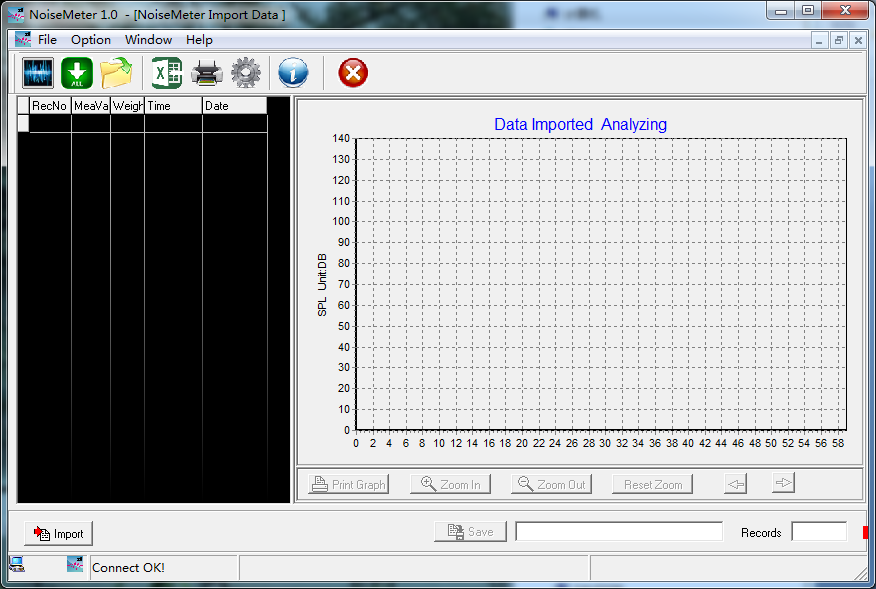 NoiseMeter 1.0 - [NoiseMeter Import Data ]
File Option Window Help
ALL
RecNo MeaVa Weigh Time Date
Data Imported Analyzing
140
130
120
110
100
90
80
70
60
50
40
30
20
10
0
SPL Unit:DB
0 2 4 6 8 10 12 14 16 18 20 22 24 26 28 30 32 34 36 38 40 42 44 46 48 50 52 54 56 58
Print Graph Zoom In Zoom Out Reset Zoom
Import Save Records
Connect OK!